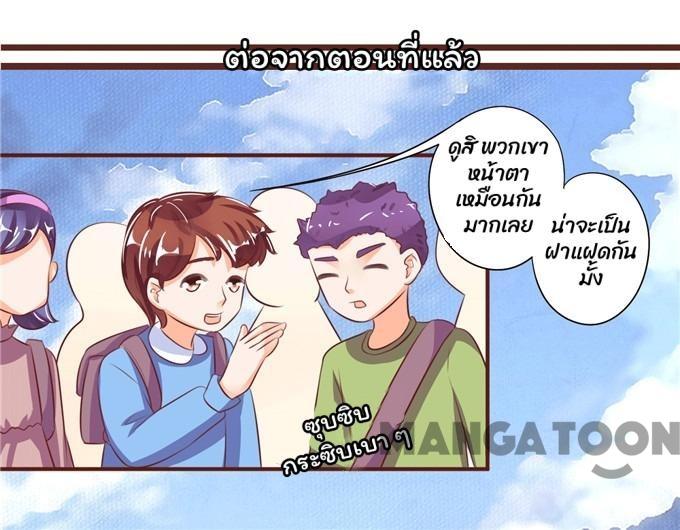 ต่อจากตอนที่แล้ว
ดูสิ พวกเขา
หน้าตา
เหมือนกัน
มากเลย
น่าจะเป็น
ฝาแฝดกัน
มั้ง
ซุบซิบ
กระซิบเบา ๆ
MANGATOON